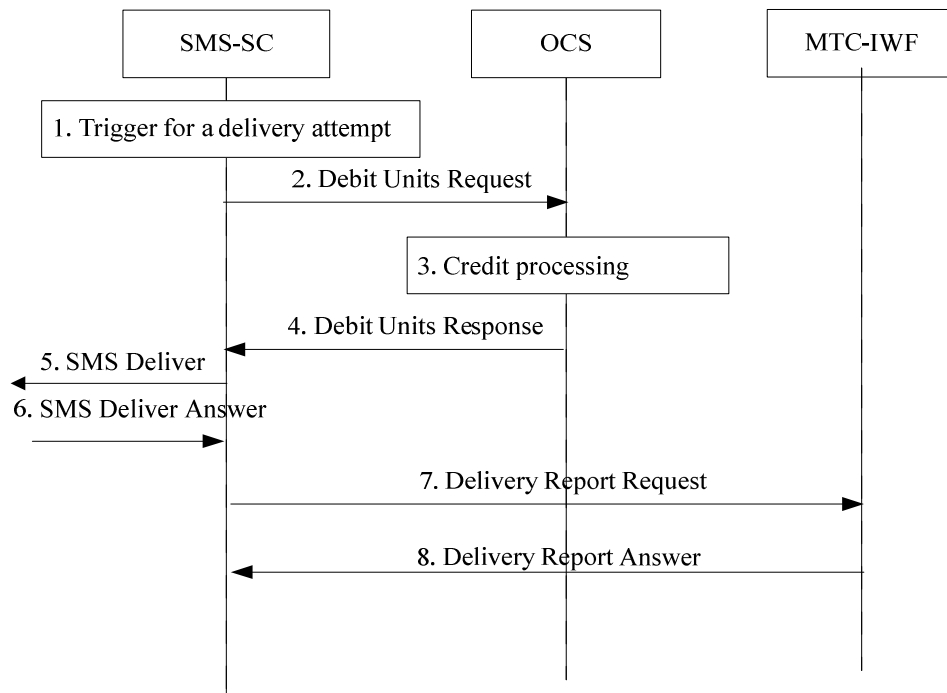 SMS-SC
OCS
MTC-IWF
1. Trigger for a delivery attempt
2. Debit Units Request
3. Credit processing
4. Debit Units Response
5. SMS Deliver
6. SMS Deliver Answer
7. Delivery Report Request
8. Delivery Report Answer